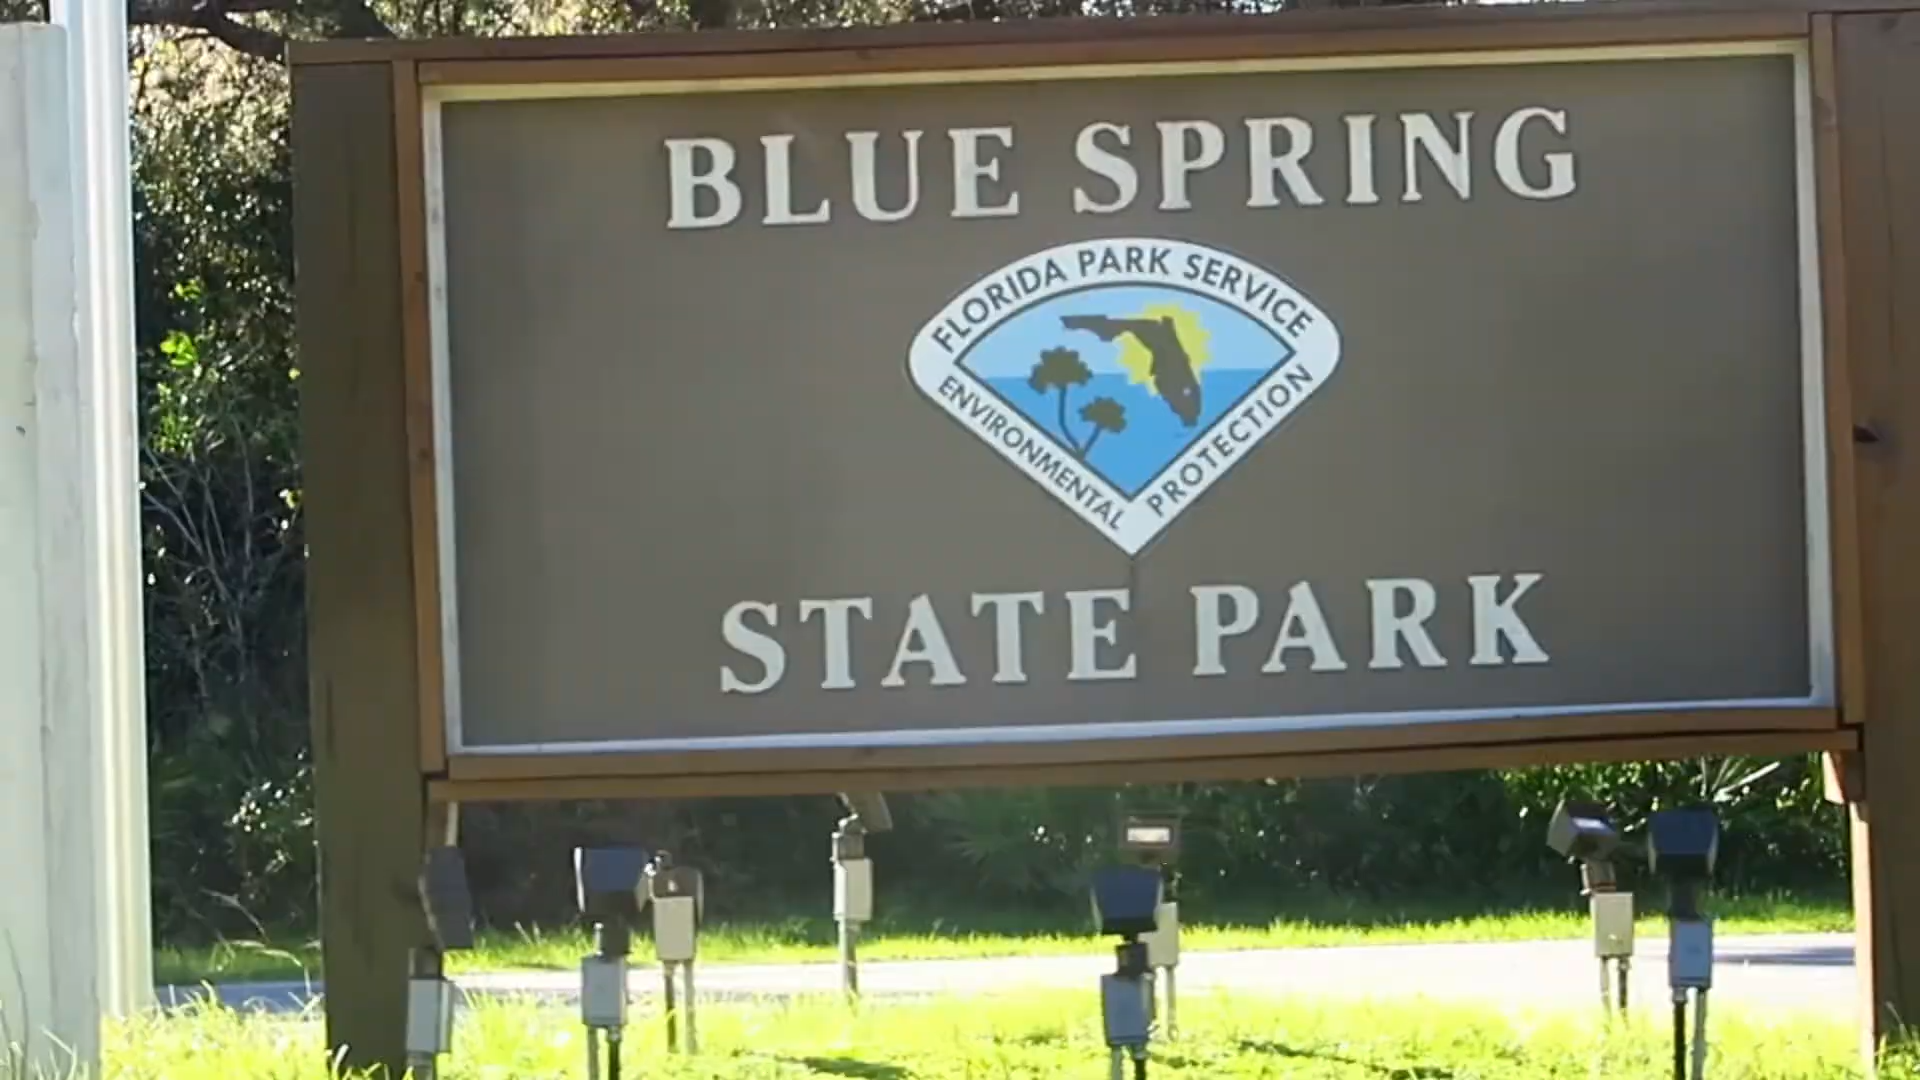 BLUE SPRING
FLORIDA PARK SERVICE
ENVIRONMENTAL PROTECTION
STATE PARK